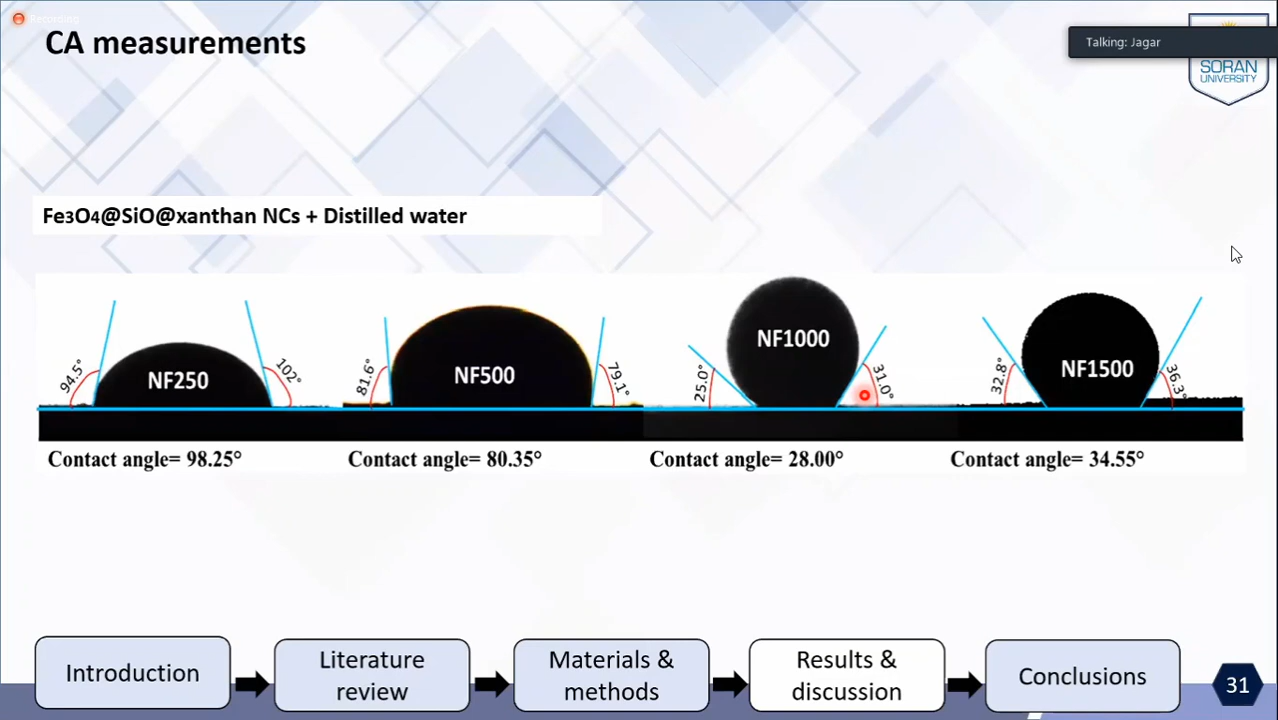 Recording
CA measurements
Talking: Jagar
SORAN
UNIVERSITY
Fe3O4@SiO@xanthan NCs + Distilled water
94.5° NF250 102° 81.6° NF500 79.1° 25.0° NF1000 31.0° 32.8° NF1500 36.3°
Contact angle= 98.25° Contact angle= 80.35° Contact angle= 28.00° Contact angle= 34.55°
Introduction
Literature
review
Materials &
methods
Results &
discussion
Conclusions
31